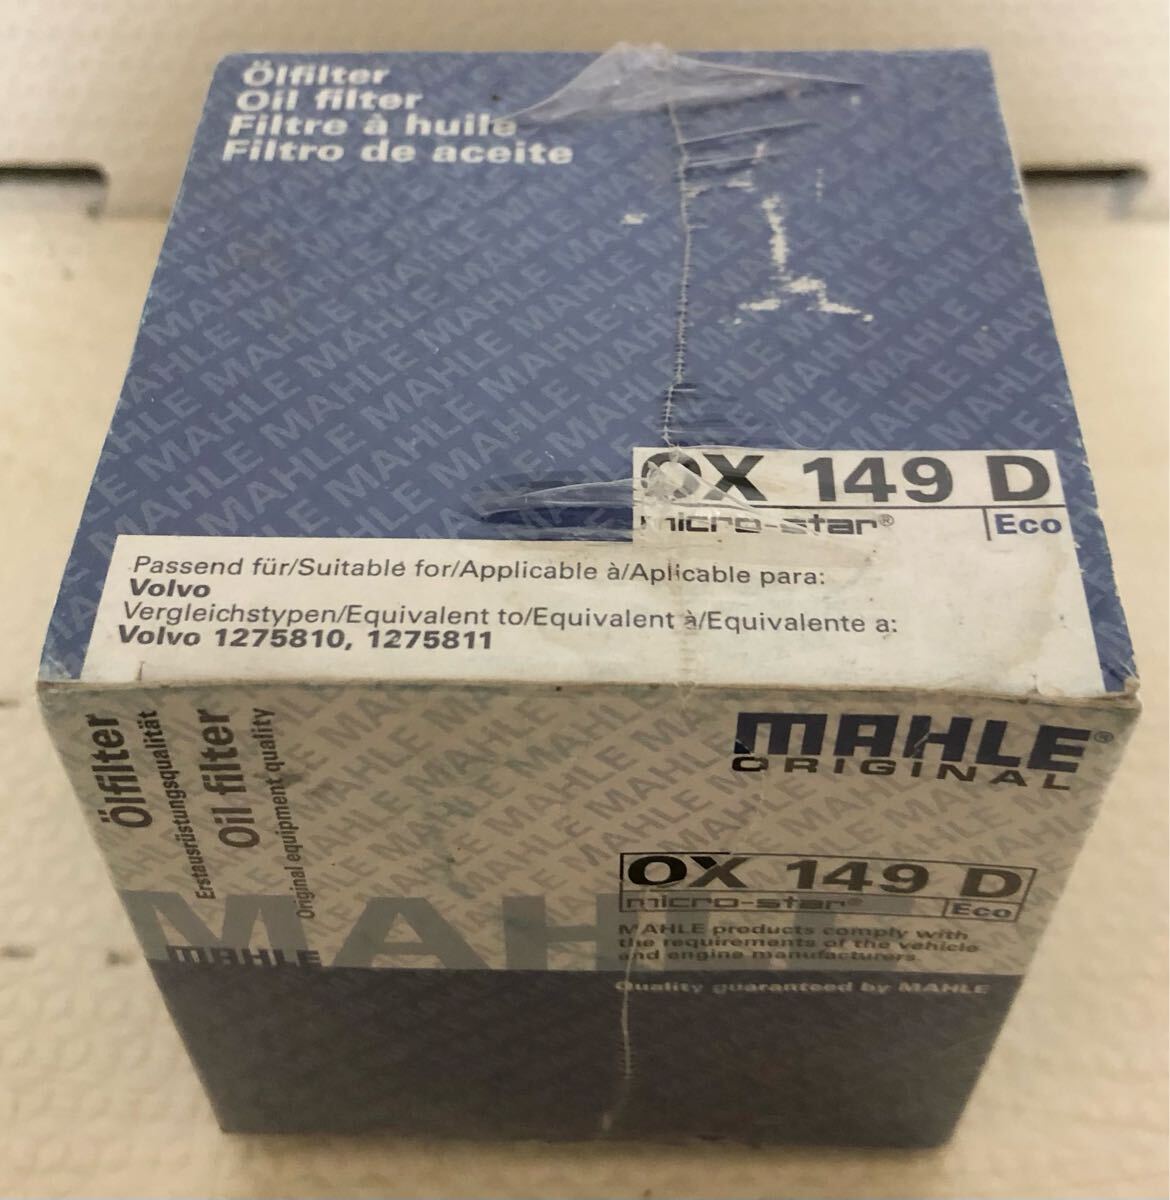 Ölfilter
Oil filter
Filtre à huile
Filtro de aceite
OX 149 D
micro-star®
Eco
Passend für/Suitable for/Applicable à/Aplicable para:
Volvo
Vergleichstypen/Equivalent to/Equivalent à/Equivalente a:
Volvo 1275810, 1275811
Ölfilter
Erstausrüstungsqualität
Oil filter
Original equipment quality
MAHLE®
ORIGINAL
OX 149 D
micro-star®
Eco
MAHLE products comply with
the requirements of the vehicle
and engine manufacturers.
Quality guaranteed by MAHLE
MAHLE
MAHLE